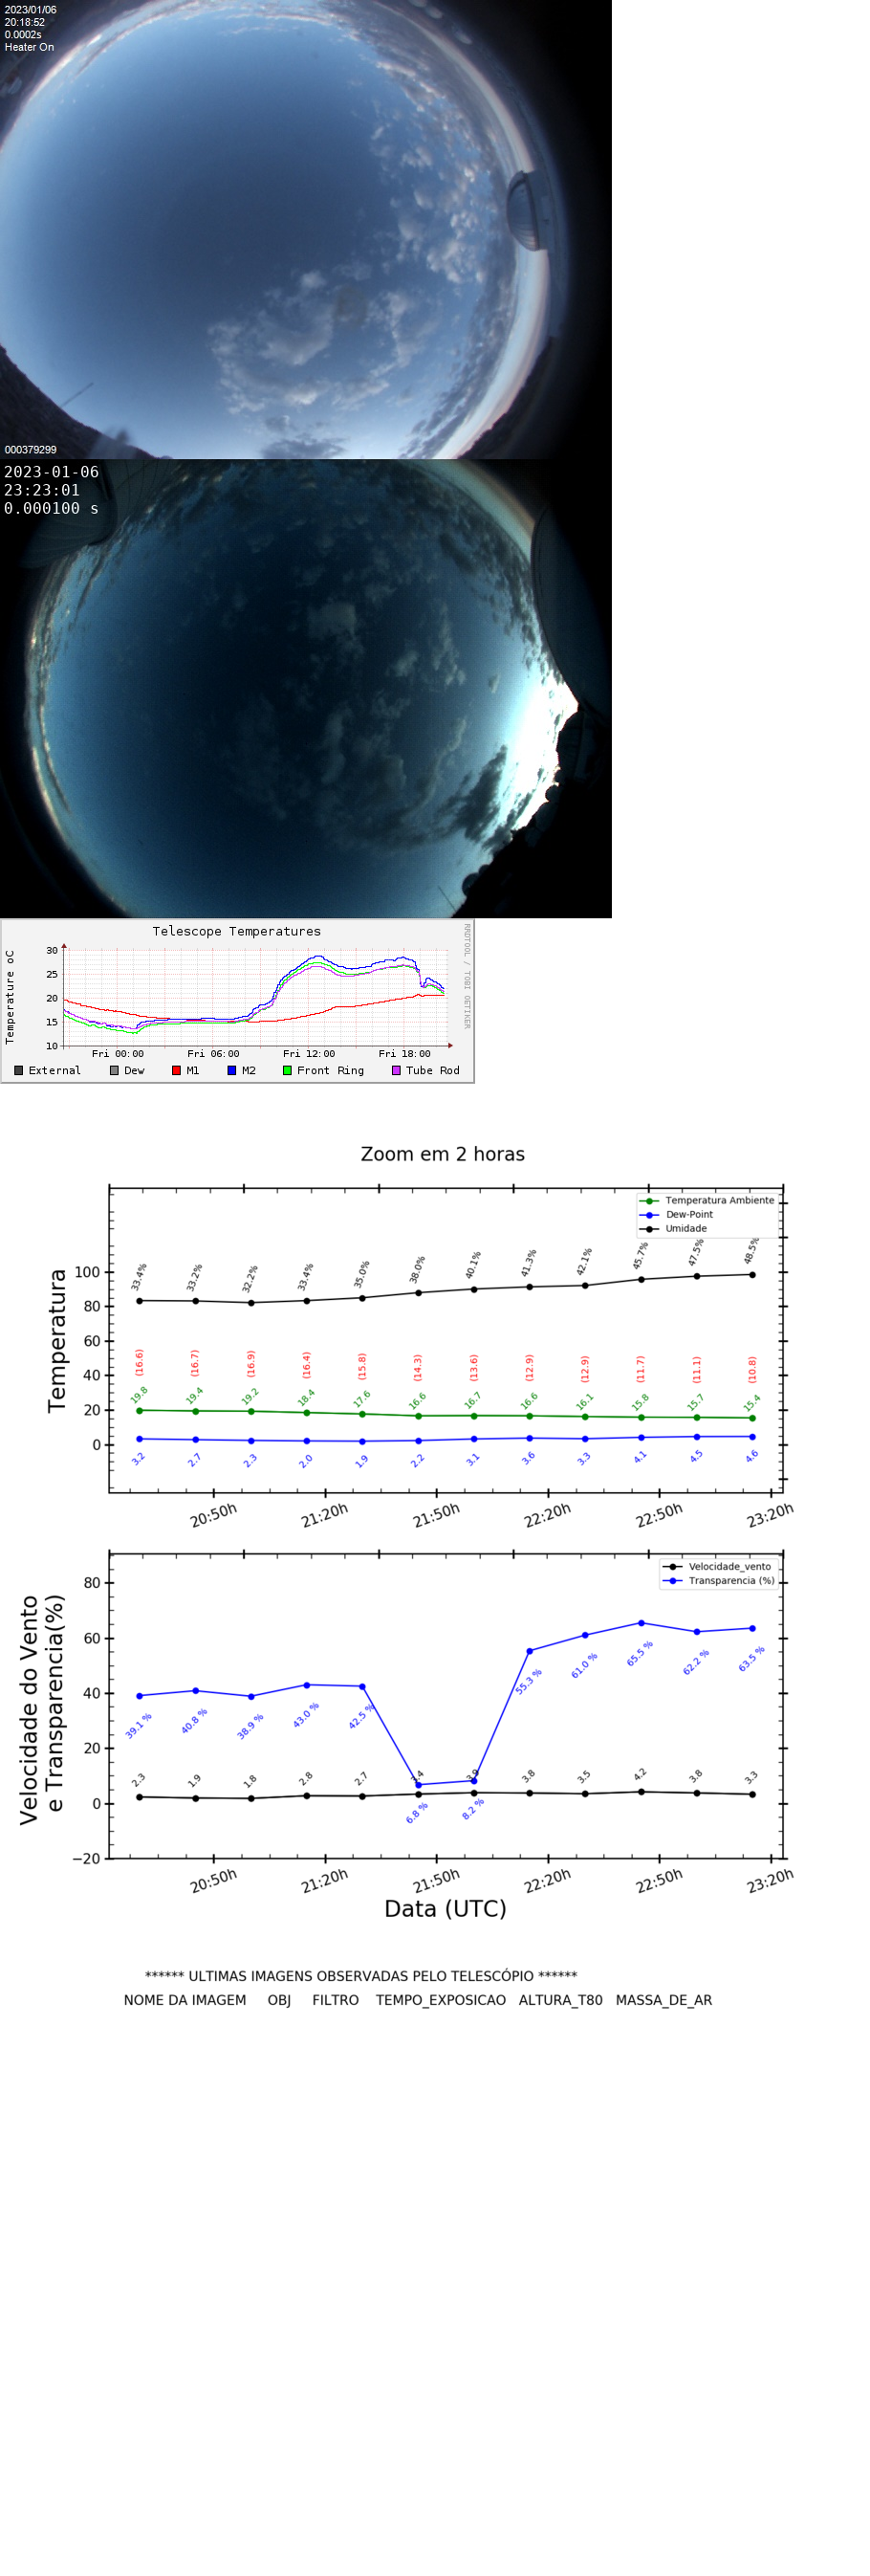 2023/01/06
20:18:52
0.0002s
Heater On
000379299
2023-01-06
23:23:01
0.000100 s
Telescope Temperatures
RRDTOOL / TOBI OETIKER
Temperature oC
30
25
20
15
10
Fri 00:00 Fri 06:00 Fri 12:00 Fri 18:00
External Dew M1 M2 Front Ring Tube Rod
Zoom em 2 horas
Temperatura Ambiente
Dew-Point
Umidade
Temperatura
100
80
60
40
20
0
33.4% 33.2% 32.2% 33.4% 35.0% 38.0% 40.1% 41.3% 42.1% 45.7% 47.5% 48.5%
(16.6) (16.7) (16.9) (16.4) (15.8) (14.3) (13.6) (12.9) (12.9) (11.7) (11.1) (10.8)
19.8 19.4 19.2 18.4 17.6 16.6 16.7 16.6 16.1 15.8 15.7 15.4
3.2 2.7 2.3 2.0 1.9 2.2 3.1 3.6 3.3 4.1 4.5 4.6
20:50h 21:20h 21:50h 22:20h 22:50h 23:20h
Velocidade_vento
Transparencia (%)
Velocidade do Vento
e Transparencia(%)
80
60
40
20
0
−20
39.1 % 40.8 % 38.9 % 43.0 % 42.5 % 6.8 % 8.2 % 55.3 % 61.0 % 65.5 % 62.2 % 63.5 %
2.3 1.9 1.8 2.8 2.7 3.4 3.9 3.8 3.5 4.2 3.8 3.3
20:50h 21:20h 21:50h 22:20h 22:50h 23:20h
Data (UTC)
****** ULTIMAS IMAGENS OBSERVADAS PELO TELESCÓPIO ******
NOME DA IMAGEM OBJ FILTRO TEMPO_EXPOSICAO ALTURA_T80 MASSA_DE_AR